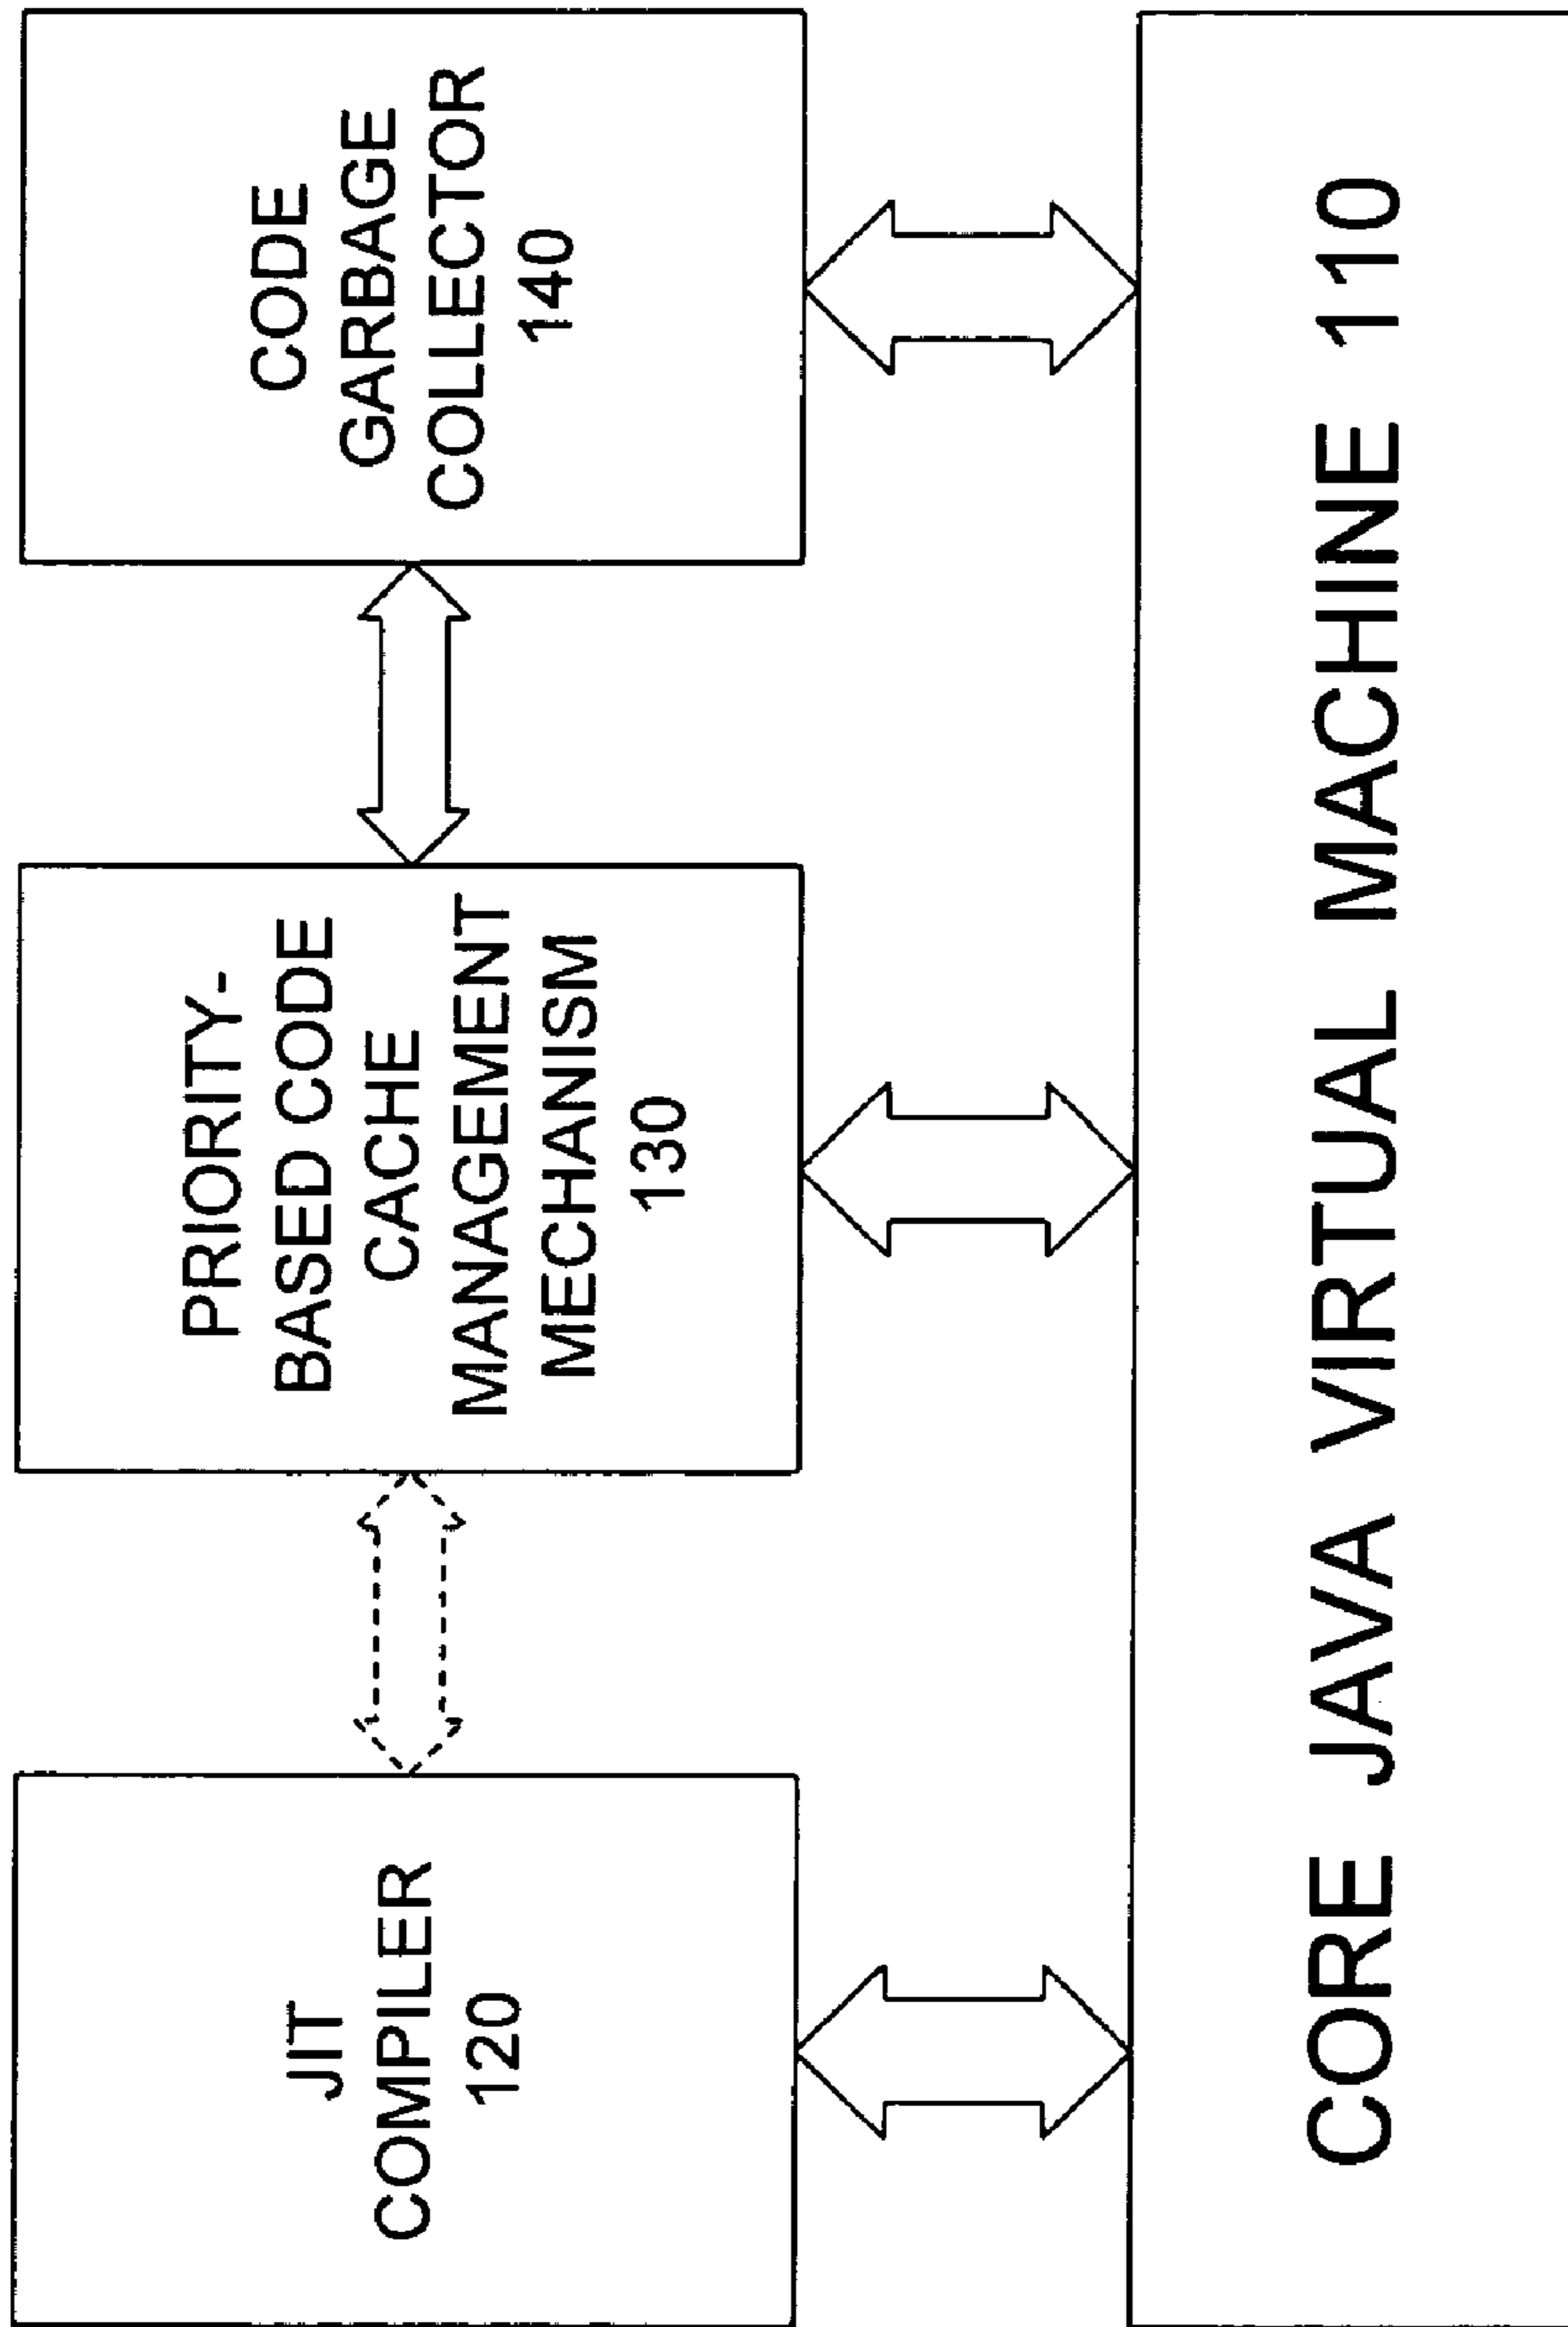 JIT
COMPILER
120
PRIORITY-
BASED CODE
CACHE
MANAGEMENT
MECHANISM
130
CODE
GARBAGE
COLLECTOR
140
CORE JAVA VIRTUAL MACHINE 110